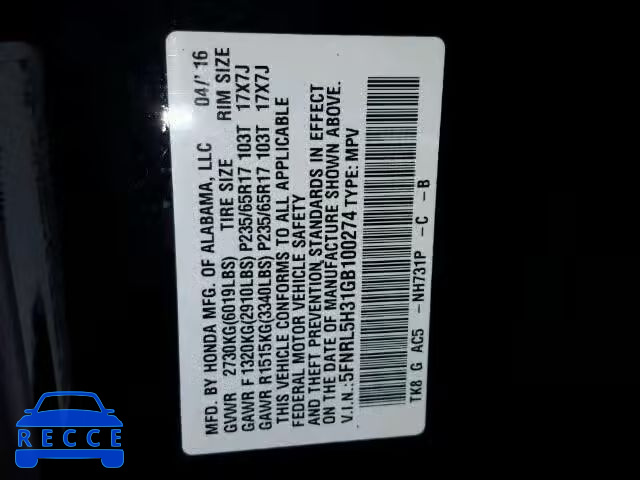 MFD. BY HONDA MFG. OF ALABAMA, LLC 04/'16
GVWR 2730KG(6019LBS) TIRE SIZE RIM SIZE
GAWR F 1320KG(2910LBS) P235/65R17 103T 17X7J
GAWR R1515KG(3340LBS) P235/65R17 103T 17X7J
THIS VEHICLE CONFORMS TO ALL APPLICABLE
FEDERAL MOTOR VEHICLE SAFETY
AND THEFT PREVENTION STANDARDS IN EFFECT
ON THE DATE OF MANUFACTURE SHOWN ABOVE.
V.I.N.:5FNRL5H31GB100274 TYPE: MPV
TK8 G AC5 -NH731P -C -B
RECCE